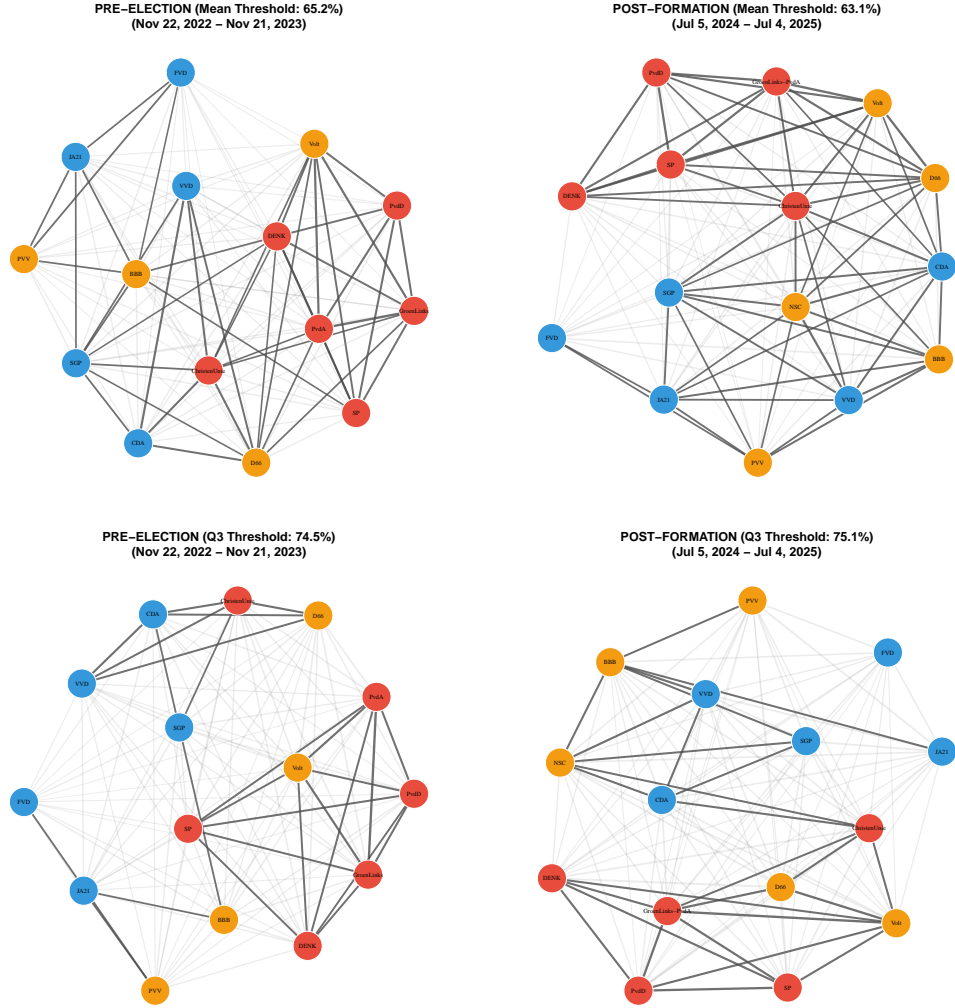 PRE−ELECTION (Mean Threshold: 65.2%)
(Nov 22, 2022 − Nov 21, 2023)
FVD
Volt
JA21
VVD
PvdD
DENK
PVV
BBB
GroenLinks
PvdA
SGP
ChristenUnie
SP
CDA
D66
POST−FORMATION (Mean Threshold: 63.1%)
(Jul 5, 2024 − Jul 4, 2025)
PvdD
GroenLinks−PvdA
Volt
SP
D66
DENK
ChristenUnie
CDA
SGP
NSC
FVD
BBB
JA21
VVD
PVV
PRE−ELECTION (Q3 Threshold: 74.5%)
(Nov 22, 2022 − Nov 21, 2023)
ChristenUnie
CDA
D66
VVD
PvdA
SGP
Volt
PvdD
FVD
SP
GroenLinks
JA21
BBB
DENK
PVV
POST−FORMATION (Q3 Threshold: 75.1%)
(Jul 5, 2024 − Jul 4, 2025)
PVV
FVD
BBB
VVD
SGP
JA21
NSC
CDA
ChristenUnie
DENK
D66
GroenLinks−PvdA
Volt
PvdD
SP